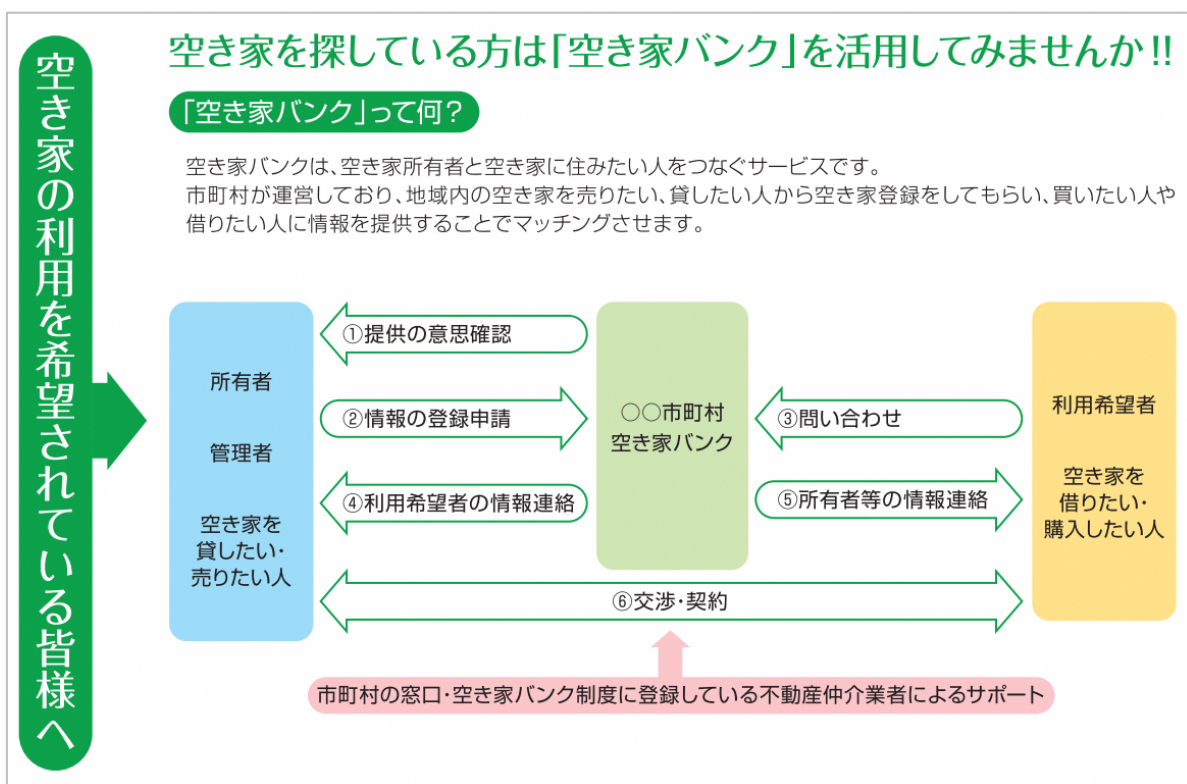 空き家の利用を希望されている皆様へ
空き家を探している方は「空き家バンク」を活用してみませんか!!
「空き家バンク」って何？
空き家バンクは、空き家所有者と空き家に住みたい人をつなぐサービスです。
市町村が運営しており、地域内の空き家を売りたい、貸したい人から空き家登録をしてもらい、買いたい人や
借りたい人に情報を提供することでマッチングさせます。
所有者
管理者
空き家を
貸したい・
売りたい人
①提供の意思確認
②情報の登録申請
④利用希望者の情報連絡
○○市町村
空き家バンク
③問い合わせ
⑤所有者等の情報連絡
利用希望者
空き家を
借りたい・
購入したい人
⑥交渉・契約
市町村の窓口・空き家バンク制度に登録している不動産仲介業者によるサポート